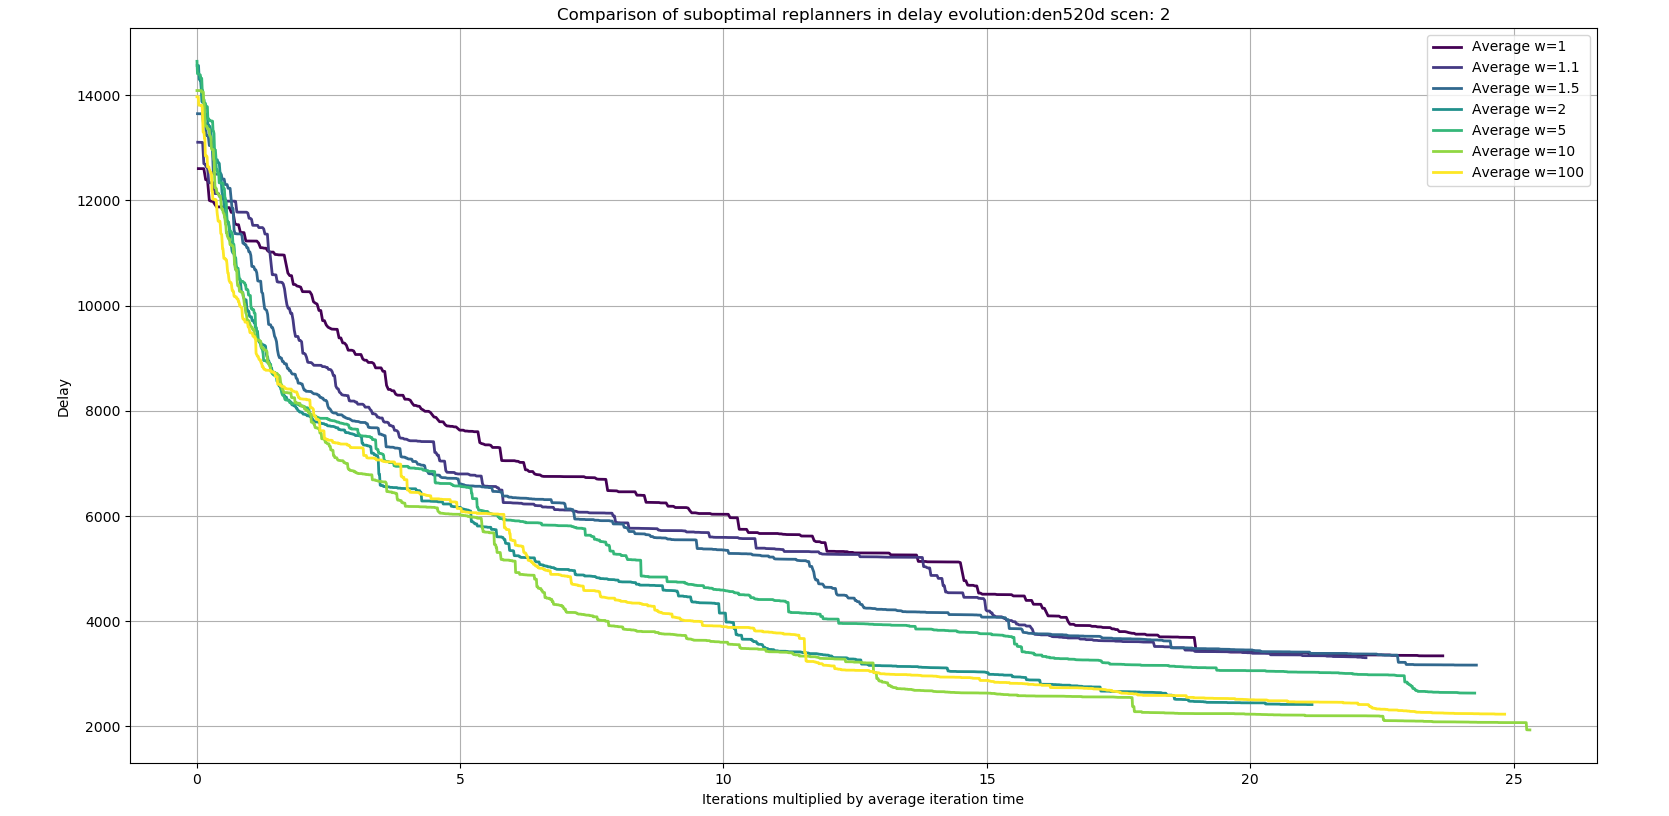 Comparison of suboptimal replanners in delay evolution:den520d scen: 2
Average w=1
Average w=1.1
Average w=1.5
Average w=2
Average w=5
Average w=10
Average w=100
14000
12000
10000
8000
6000
4000
2000
Delay
0 5 10 15 20 25
Iterations multiplied by average iteration time